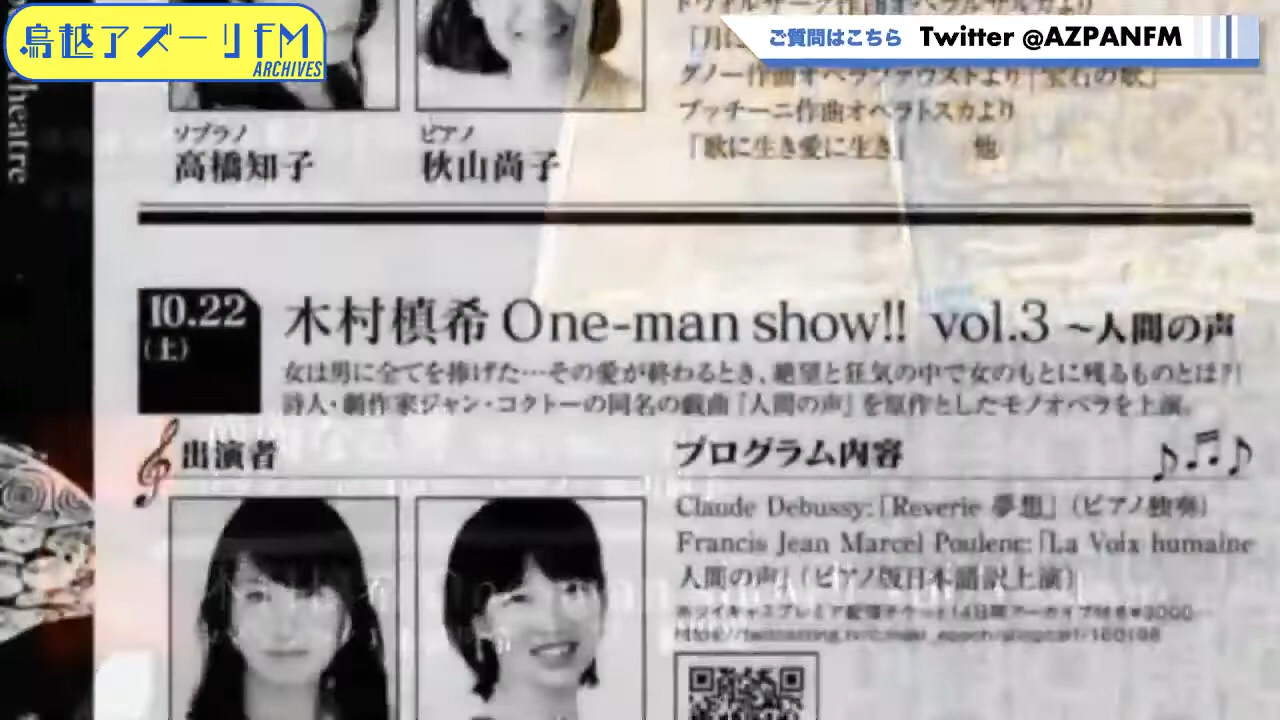 鳥越アズーリFM
ARCHIVES
ご質問はこちら Twitter @AZPANFM
heatre
グノー作曲オペラファウストより「宝石の歌」
プッチーニ作曲オペラトスカより
「歌に生き愛に生き」 他
ソプラノ
高橋知子
ピアノ
秋山尚子
10.22
(土)
木村槙希 One-man show!! vol.3 ～人間の声
女は男に全てを捧げた…その愛が終わるとき、絶望と狂気の中で女のもとに残るものとは?!
詩人・劇作家ジャン・コクトーの同名の戯曲『人間の声』を原作としたモノオペラを上演。
出演者
プログラム内容
Claude Debussy:「Reverie 夢想」(ピアノ独奏)
Francis Jean Marcel Poulenc:「La Voix humaine
人間の声」(ピアノ版日本語訳上演)